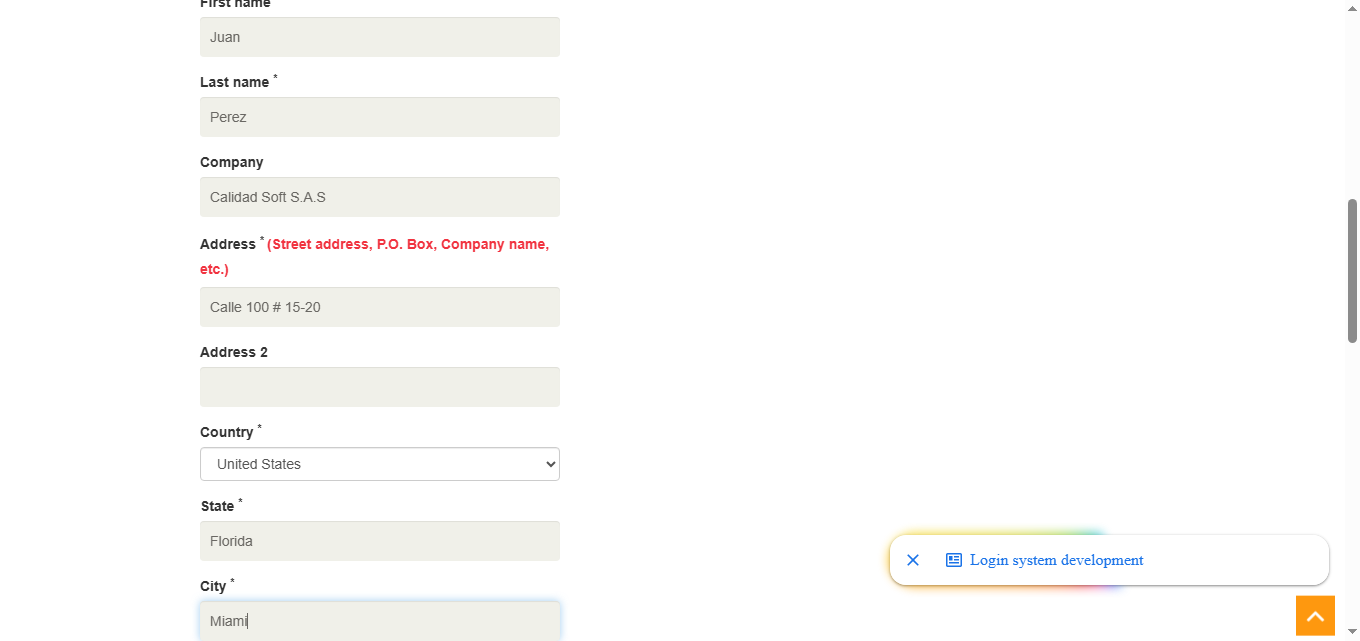 First name
Juan
Last name *
Perez
Company
Calidad Soft S.A.S
Address * (Street address, P.O. Box, Company name,
etc.)
Calle 100 # 15-20
Address 2
Country *
United States
State *
Florida
City *
Miami
Login system development